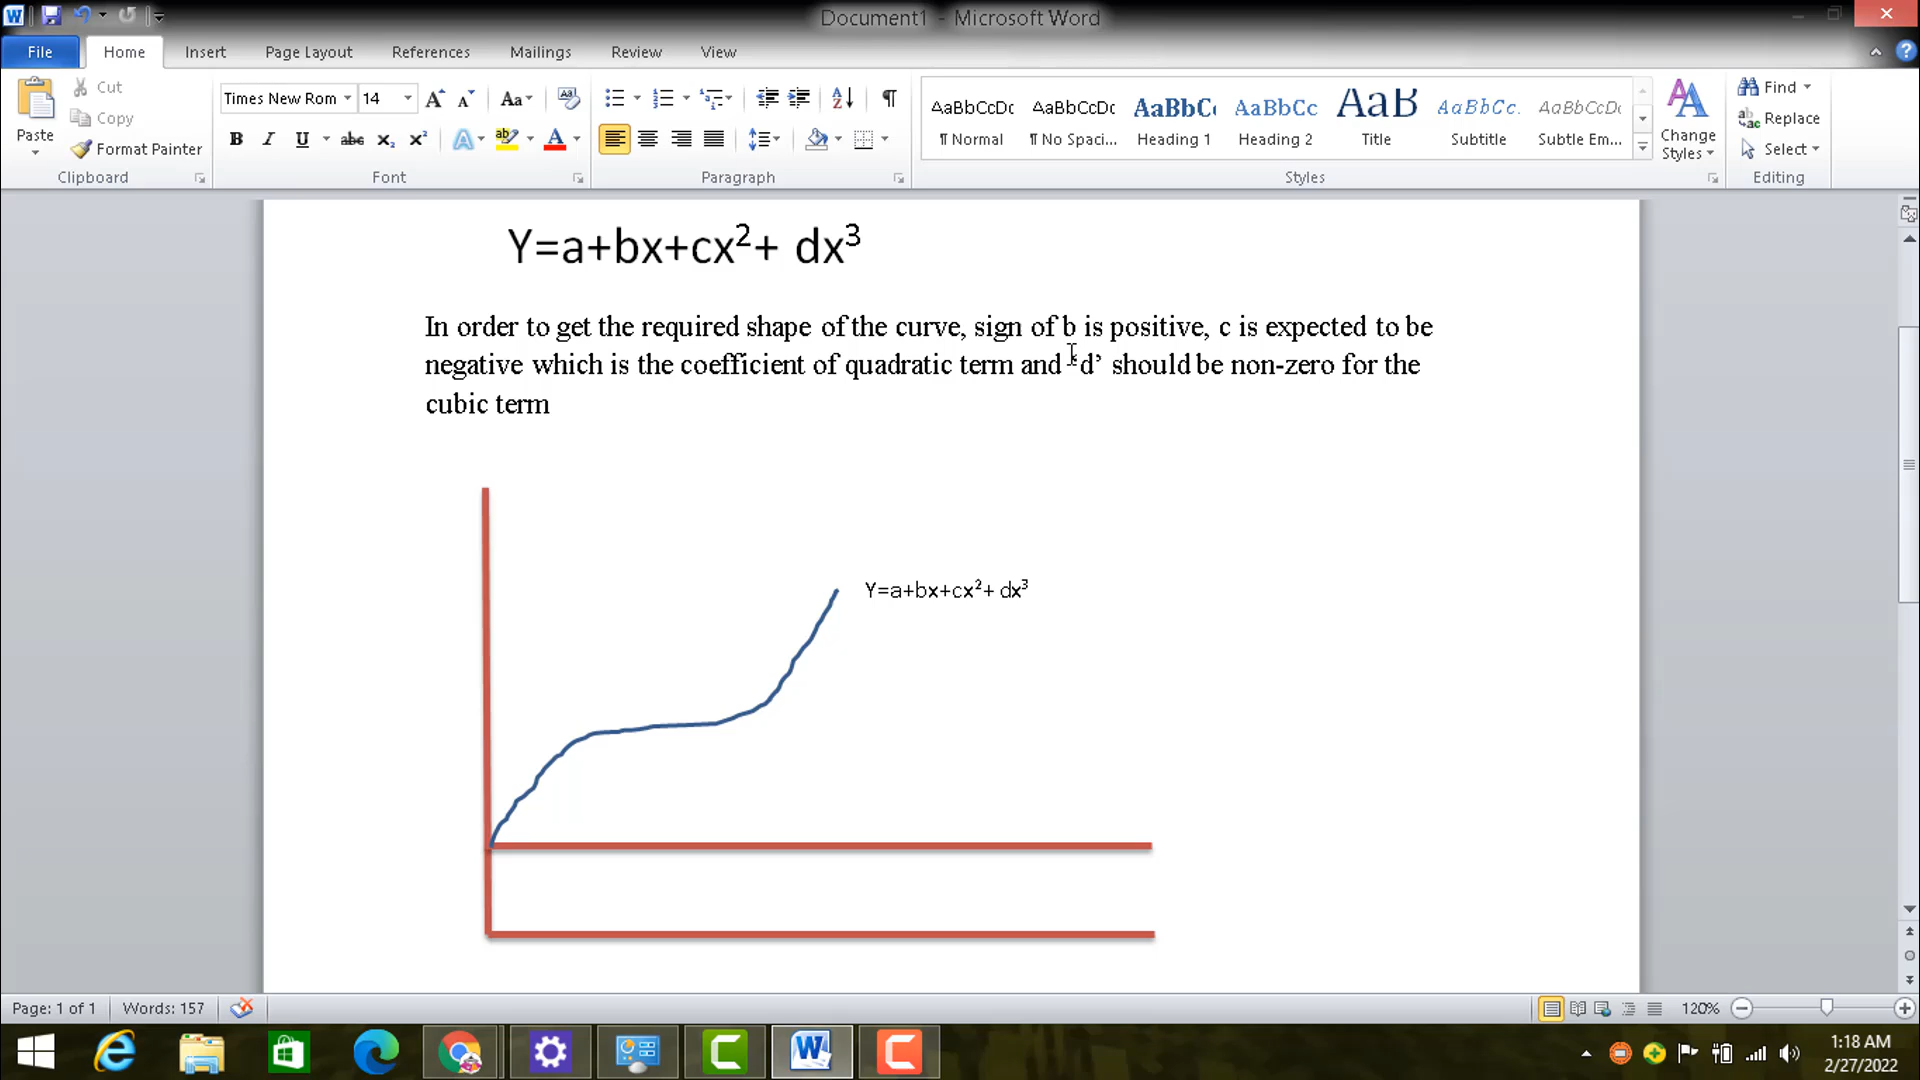 Document1 - Microsoft Word
File Home Insert Page Layout References Mailings Review View
Paste
Cut
Copy
Format Painter
Clipboard
Times New Rom 14
Font
Paragraph
AaBbCcDc AaBbCcDc AaBbC AaBbCc AaB AaBbCc. AaBbCcDc
¶ Normal ¶ No Spaci... Heading 1 Heading 2 Title Subtitle Subtle Em...
Change Styles
Styles
Find
Replace
Select
Editing
Y=a+bx+cx²+ dx³
In order to get the required shape of the curve, sign of b is positive, c is expected to be
negative which is the coefficient of quadratic term and ‘d’ should be non-zero for the
cubic term
Y=a+bx+cx²+ dx³
Page: 1 of 1 Words: 157 120%
1:18 AM
2/27/2022